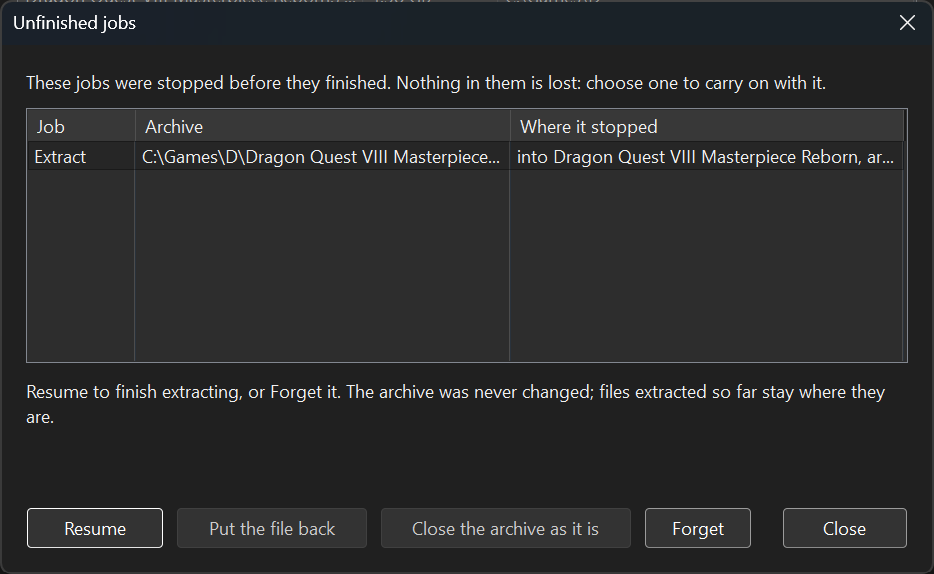 Unfinished jobs
These jobs were stopped before they finished. Nothing in them is lost: choose one to carry on with it.
Job Archive Where it stopped
Extract C:\Games\D\Dragon Quest VIII Masterpiece... into Dragon Quest VIII Masterpiece Reborn, ar...
Resume to finish extracting, or Forget it. The archive was never changed; files extracted so far stay where they
are.
Resume Put the file back Close the archive as it is Forget Close